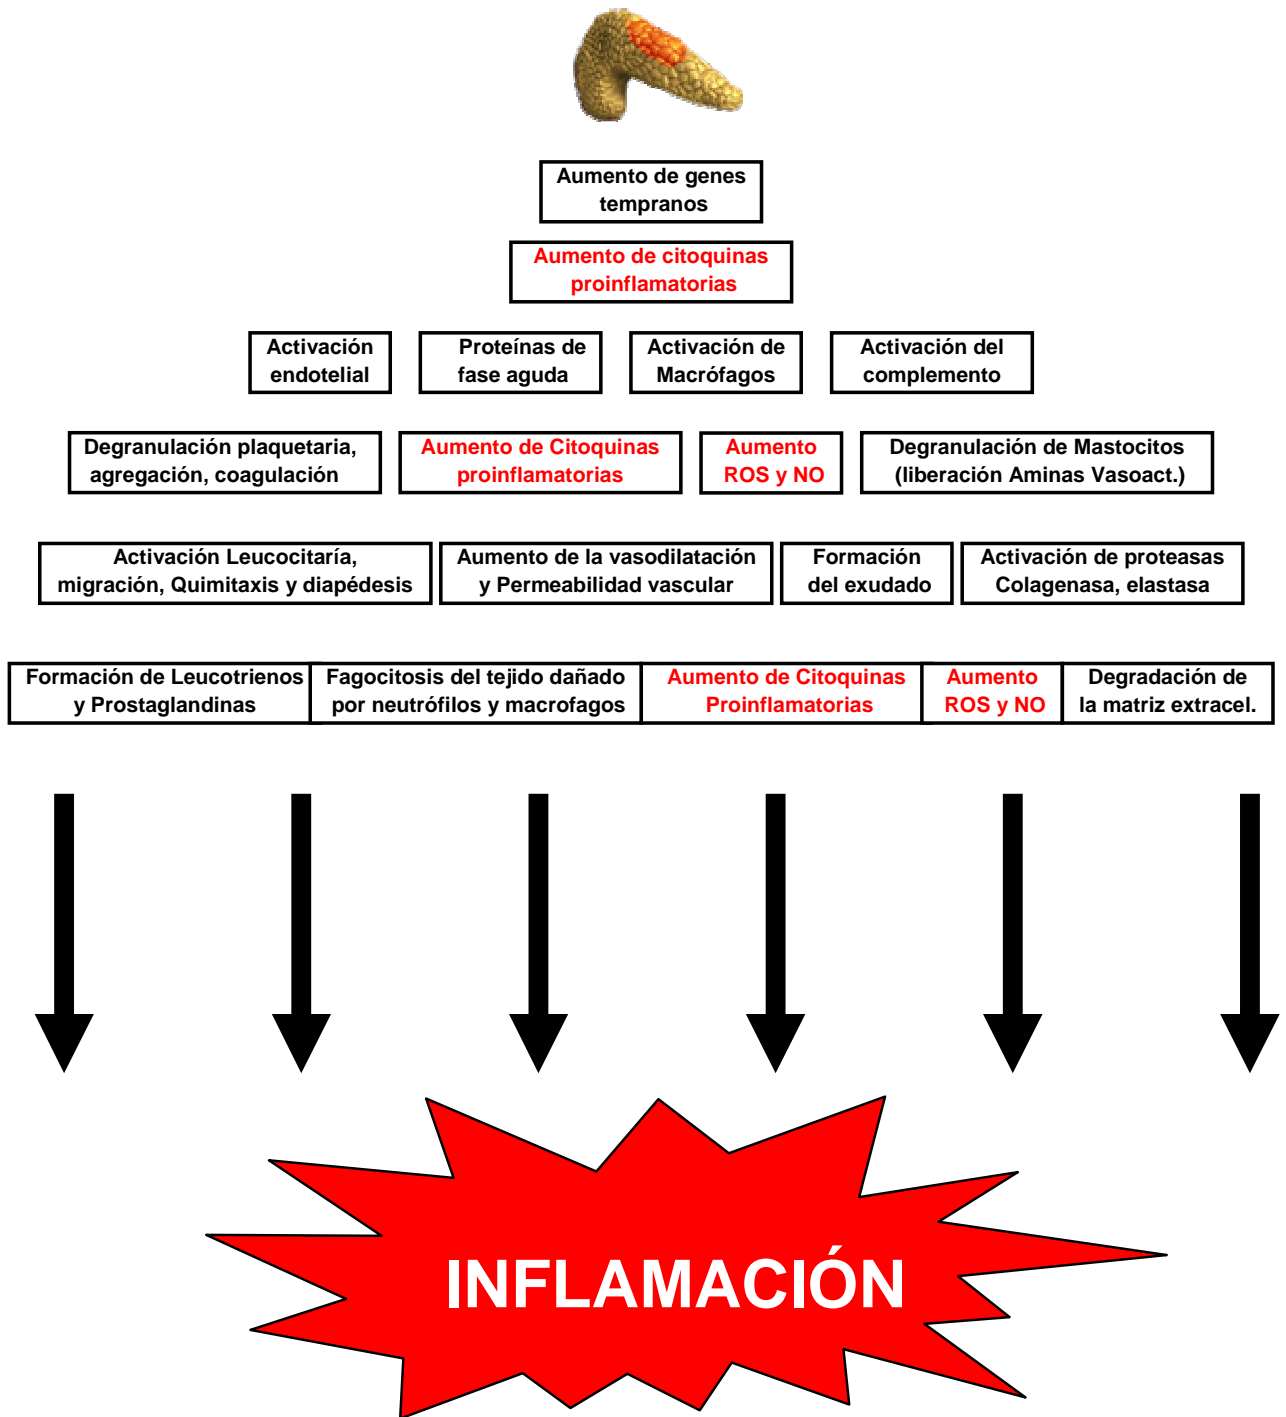 Aumento de genes
tempranos
Aumento de citoquinas
proinflamatorias
Activación
endotelial
Proteínas de
fase aguda
Activación de
Macrófagos
Activación del
complemento
Degranulación plaquetaria,
agregación, coagulación
Aumento de Citoquinas
proinflamatorias
Aumento
ROS y NO
Degranulación de Mastocitos
(liberación Aminas Vasoact.)
Activación Leucocitaría,
migración, Quimitaxis y diapédesis
Aumento de la vasodilatación
y Permeabilidad vascular
Formación
del exudado
Activación de proteasas
Colagenasa, elastasa
Formación de Leucotrienos
y Prostaglandinas
Fagocitosis del tejido dañado
por neutrófilos y macrofagos
Aumento de Citoquinas
Proinflamatorias
Aumento
ROS y NO
Degradación de
la matriz extracel.
INFLAMACIÓN